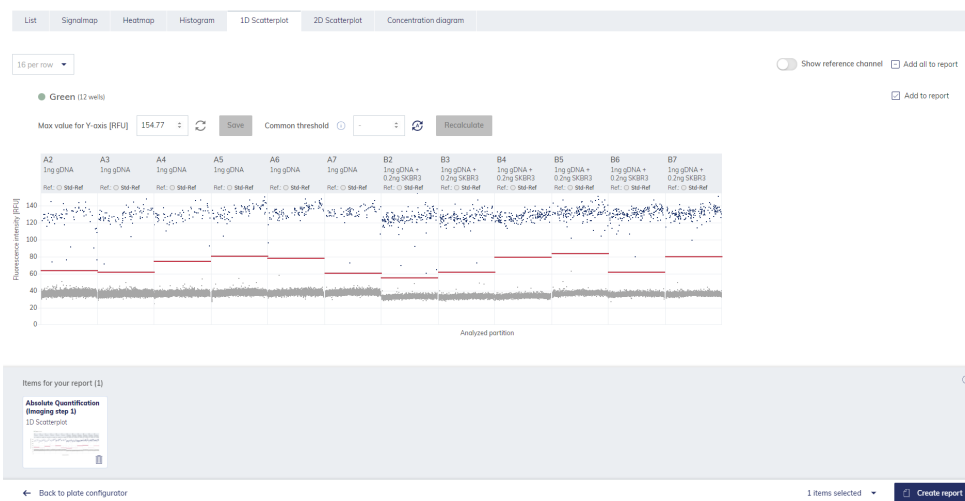 List Signalmap Heatmap Histogram 1D Scatterplot 2D Scatterplot Concentration diagram
16 per row
Show reference channel Add all to report
Green (12 wells)
Add to report
Max value for Y-axis [RFU] 154.77 Save Common threshold - Recalculate
A2 A3 A4 A5 A6 A7 B2 B3 B4 B5 B6 B7
1ng gDNA 1ng gDNA 1ng gDNA 1ng gDNA 1ng gDNA 1ng gDNA 1ng gDNA + 1ng gDNA + 1ng gDNA + 1ng gDNA + 1ng gDNA + 1ng gDNA +
0.2ng SKBR3 0.2ng SKBR3 0.2ng SKBR3 0.2ng SKBR3 0.2ng SKBR3 0.2ng SKBR3
Ref.: Std-Ref Ref.: Std-Ref Ref.: Std-Ref Ref.: Std-Ref Ref.: Std-Ref Ref.: Std-Ref Ref.: Std-Ref Ref.: Std-Ref Ref.: Std-Ref Ref.: Std-Ref Ref.: Std-Ref Ref.: Std-Ref
Fluorescence intensity [RFU]
140
120
100
80
60
40
20
0
Analyzed partition
Items for your report (1)
Absolute Quantification
(Imaging step 1)
1D Scatterplot
Back to plate configurator
1 items selected
Create report